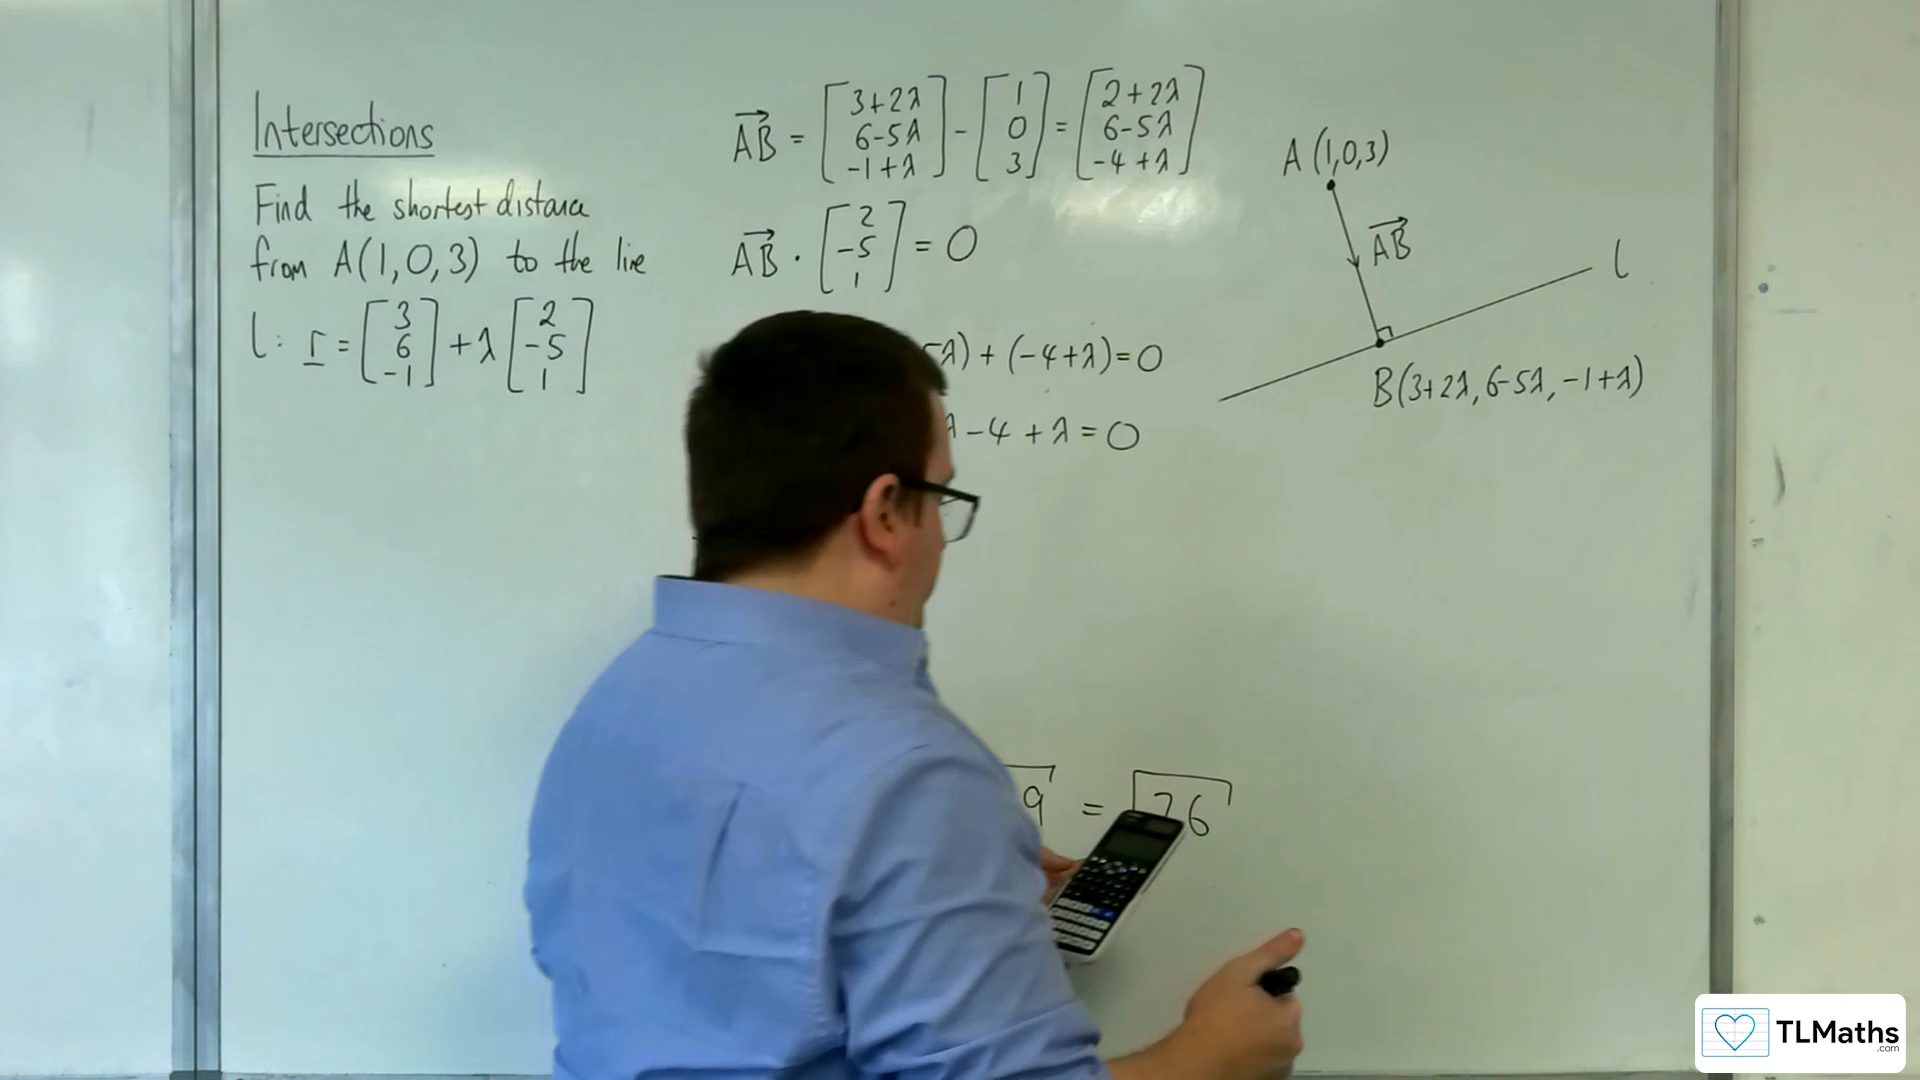 Intersections
Find the shortest distance
from A(1,0,3) to the line
l: r = [3 6 -1] + λ [2 -5 1]
AB = [3+2λ 6-5λ -1+λ] - [1 0 3] = [2+2λ 6-5λ -4+λ]
AB · [2 -5 1] = 0
λ) + (-4+λ) = 0
-4 + λ = 0
9 = √26
A(1,0,3)
AB
l
B(3+2λ, 6-5λ, -1+λ)
TLMaths
.com